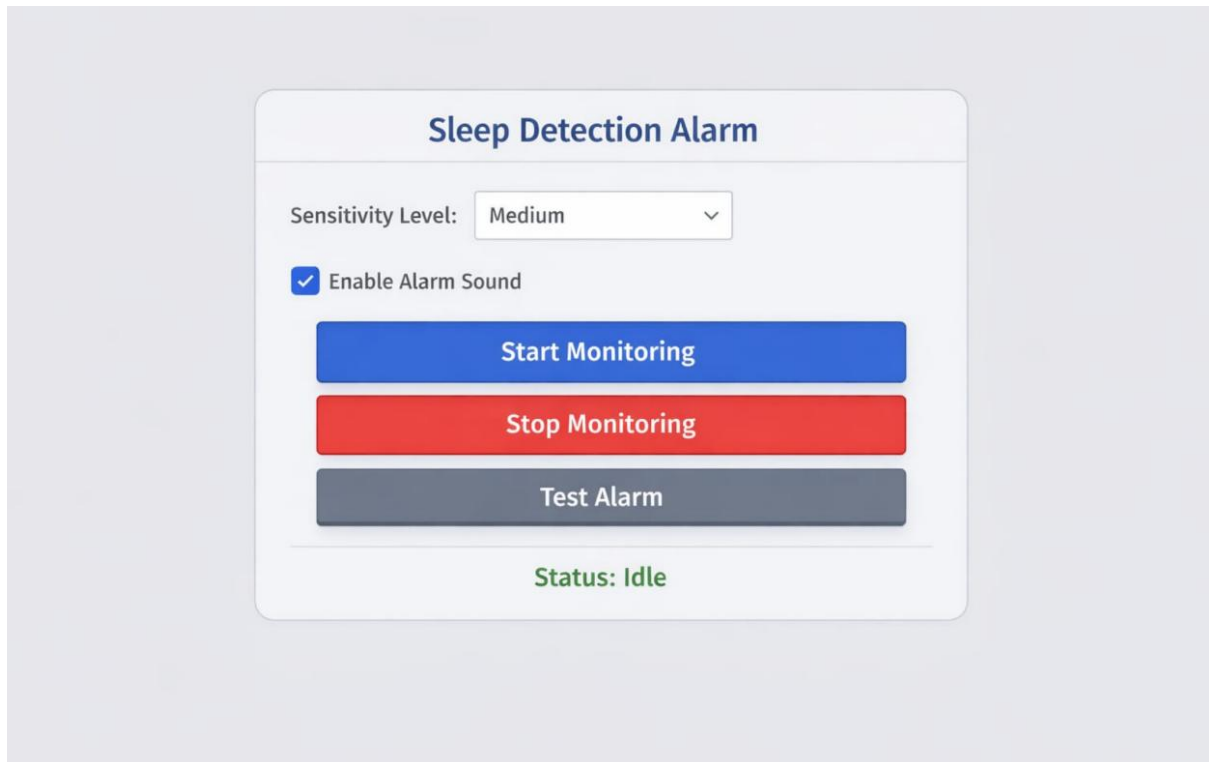 Sleep Detection Alarm
Sensitivity Level: Medium
Enable Alarm Sound
Start Monitoring
Stop Monitoring
Test Alarm
Status: Idle